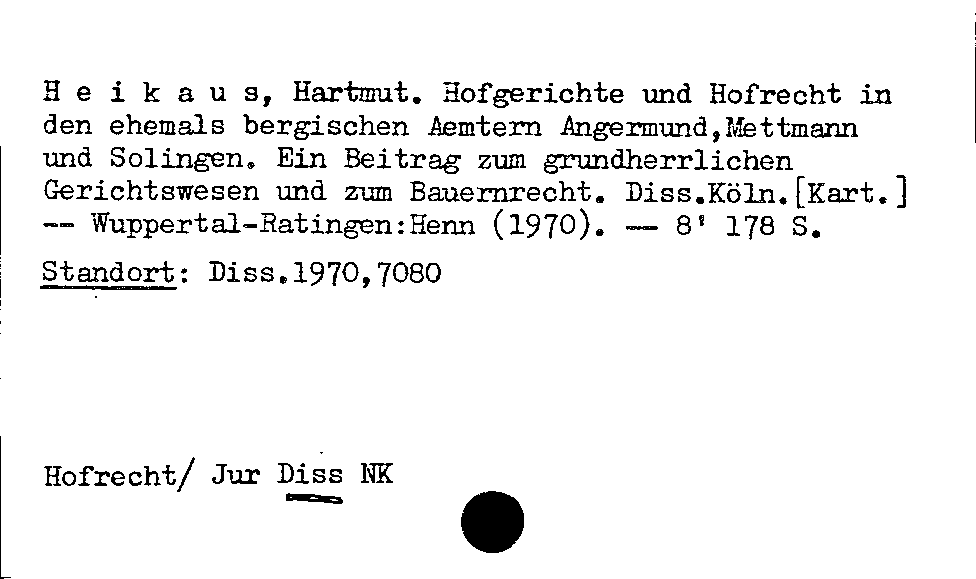 H e i k a u s, Hartmut. Hofgerichte und Hofrecht in
den ehemals bergischen Aemtern Angermund,Mettmann
und Solingen. Ein Beitrag zum grundherrlichen
Gerichtswesen und zum Bauernrecht. Diss.Köln.[Kart.]
-- Wuppertal-Ratingen:Henn (1970). -- 8' 178 S.
Standort: Diss.1970,7080
Hofrecht/ Jur Diss NK